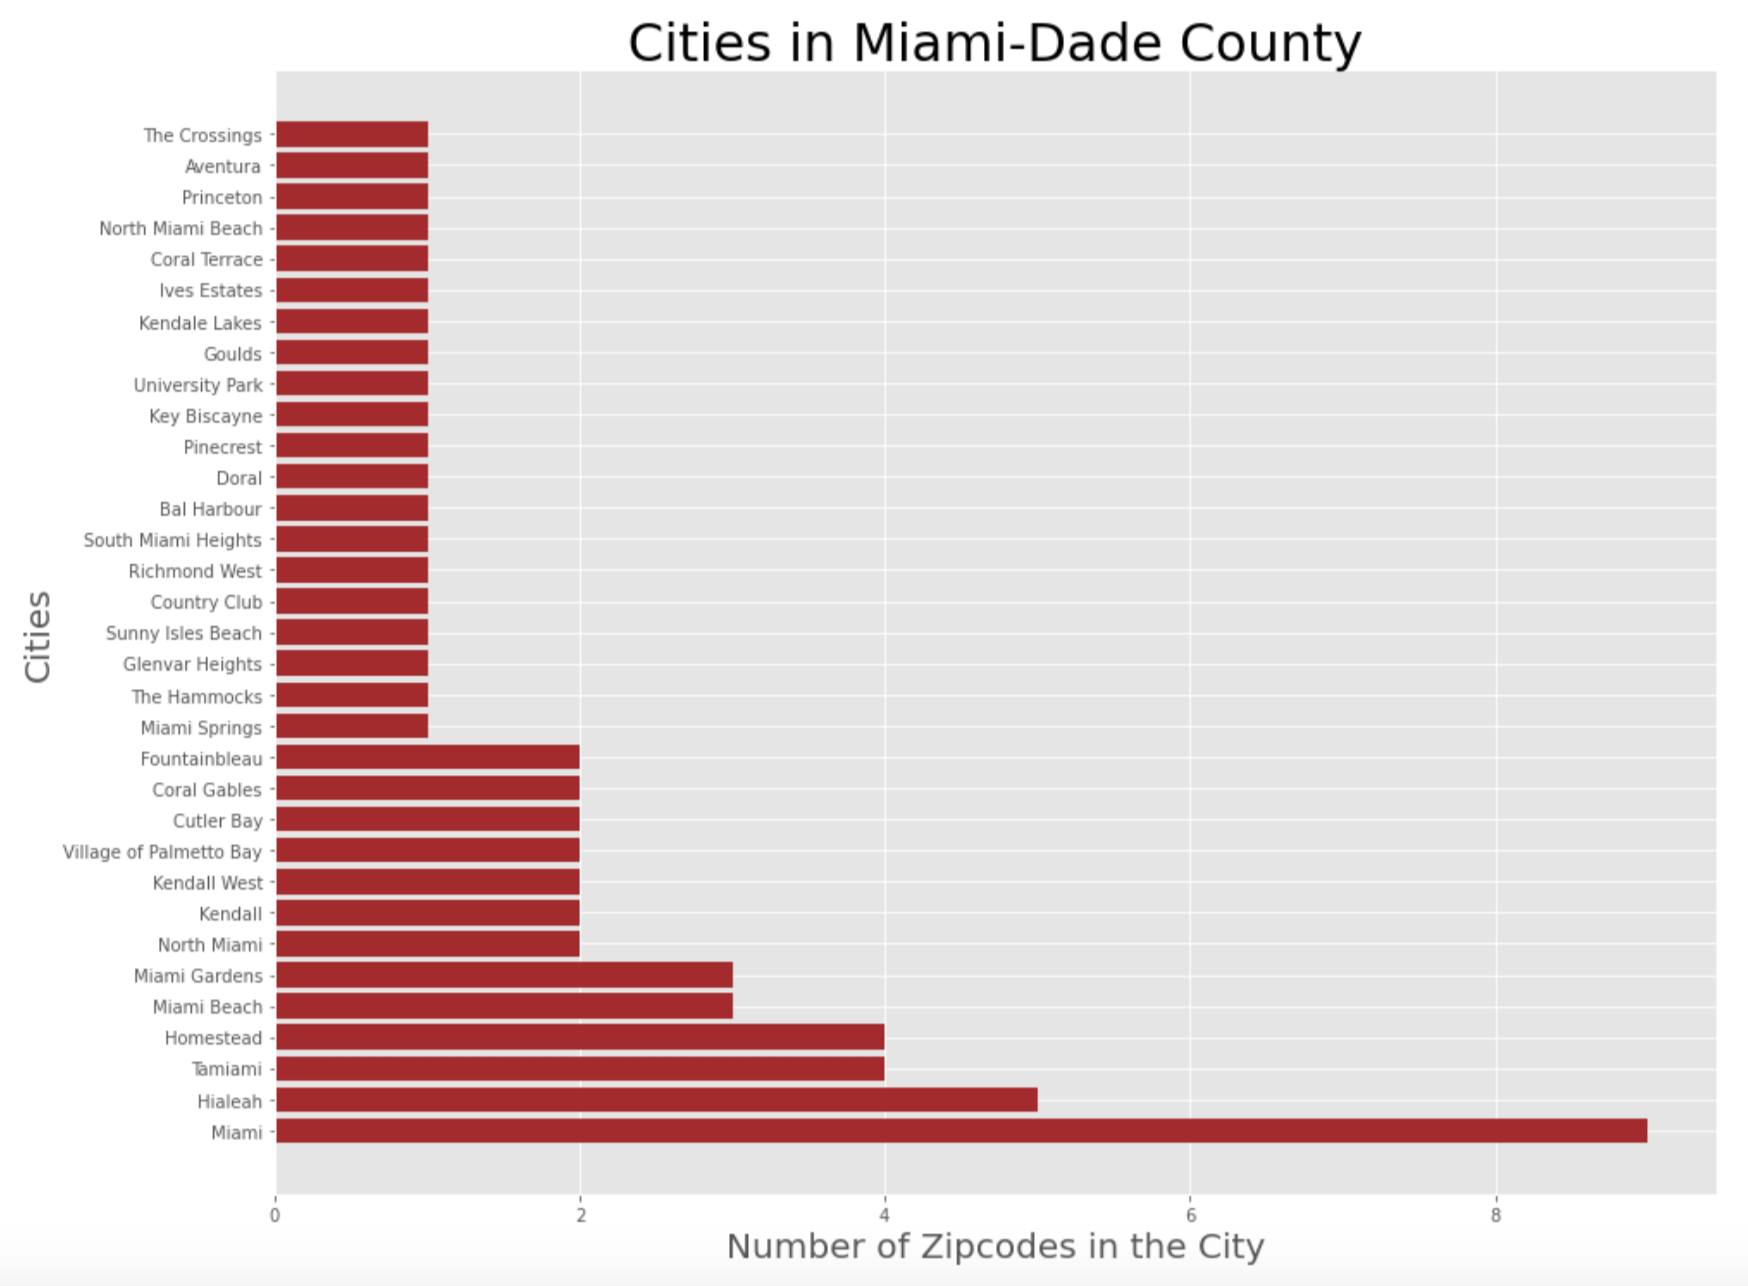 Cities in Miami-Dade County
The Crossings
Aventura
Princeton
North Miami Beach
Coral Terrace
Ives Estates
Kendale Lakes
Goulds
University Park
Key Biscayne
Pinecrest
Doral
Bal Harbour
South Miami Heights
Richmond West
Country Club
Sunny Isles Beach
Glenvar Heights
The Hammocks
Miami Springs
Fountainbleau
Coral Gables
Cutler Bay
Village of Palmetto Bay
Kendall West
Kendall
North Miami
Miami Gardens
Miami Beach
Homestead
Tamiami
Hialeah
Miami
Cities
0 2 4 6 8
Number of Zipcodes in the City